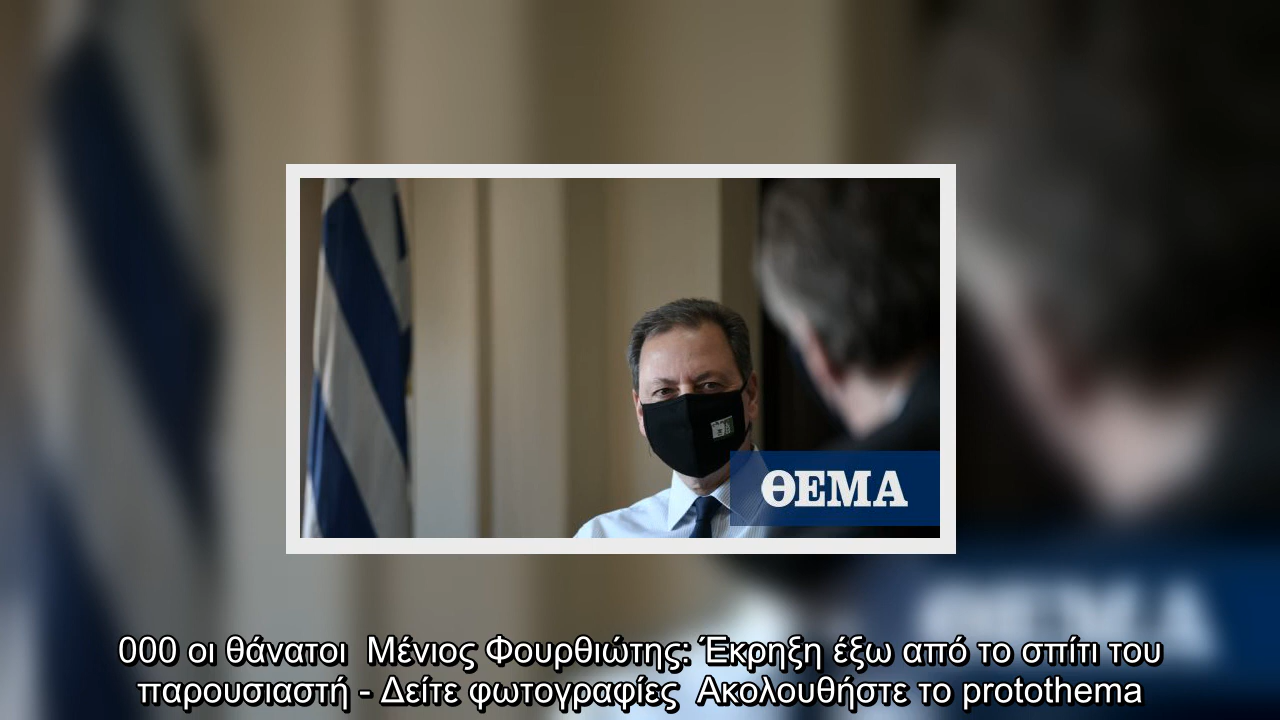 ΘΕΜΑ
000 οι θάνατοι  Μένιος Φουρθιώτης: Έκρηξη έξω από το σπίτι του
παρουσιαστή - Δείτε φωτογραφίες  Ακολουθήστε το protothema